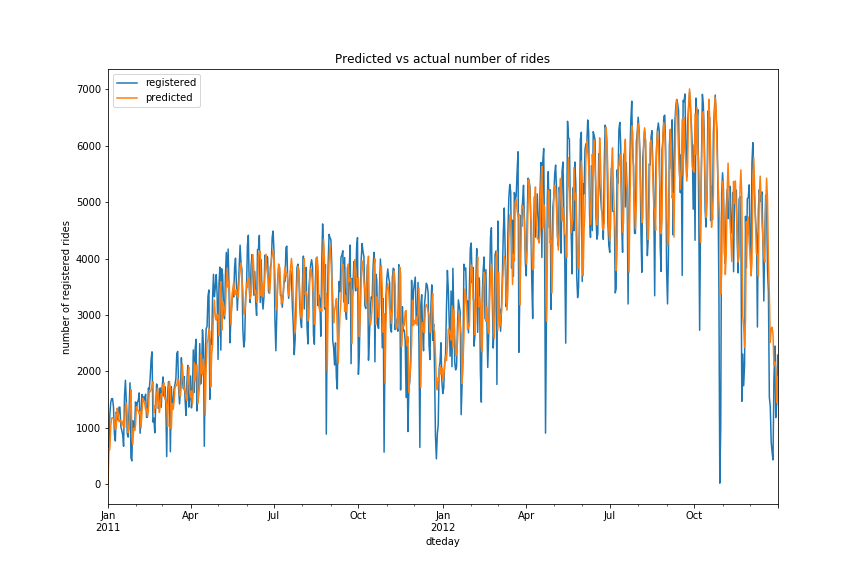 Predicted vs actual number of rides
registered
predicted
number of registered rides
7000
6000
5000
4000
3000
2000
1000
0
Jan
2011
Apr
Jul
Oct
Jan
2012
Apr
Jul
Oct
dteday